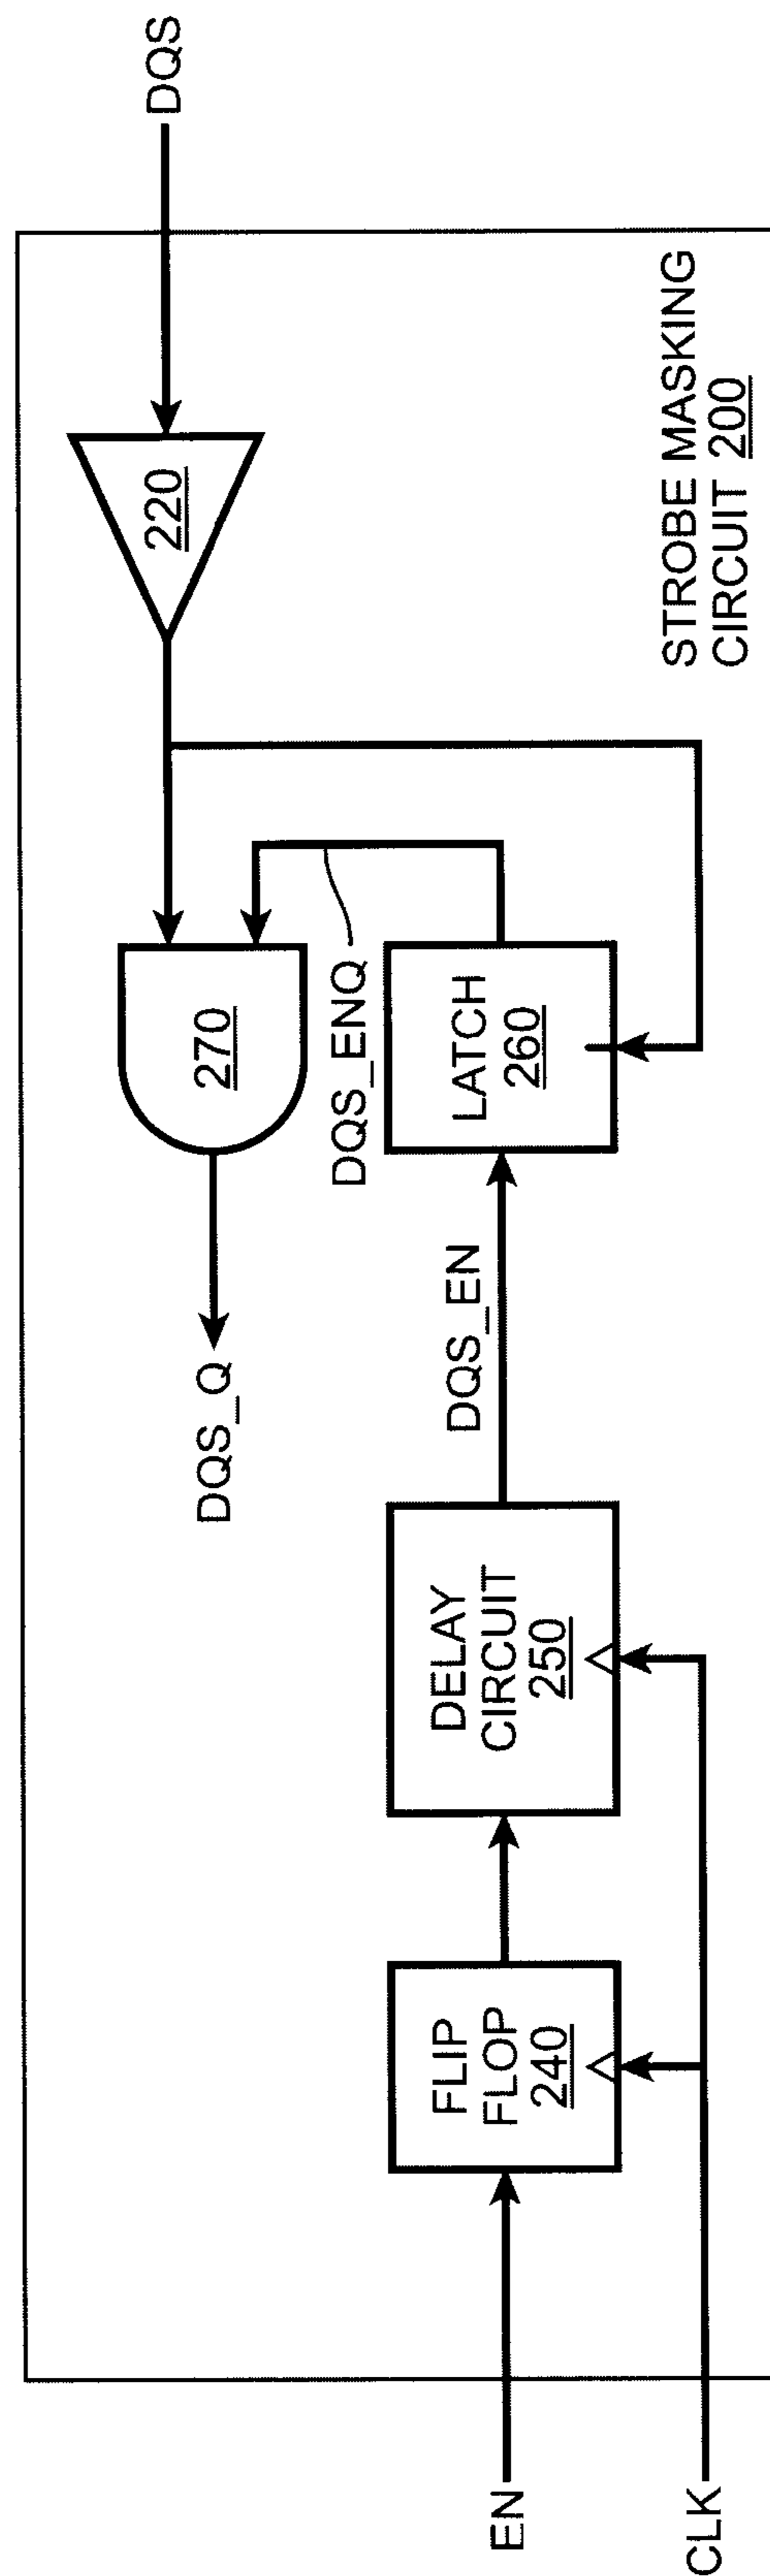 DQS
220
STROBE MASKING
CIRCUIT 200
270
DQS_ENQ
LATCH
260
DQS_Q
DQS_EN
DELAY
CIRCUIT
250
FLIP
FLOP
240
EN
CLK